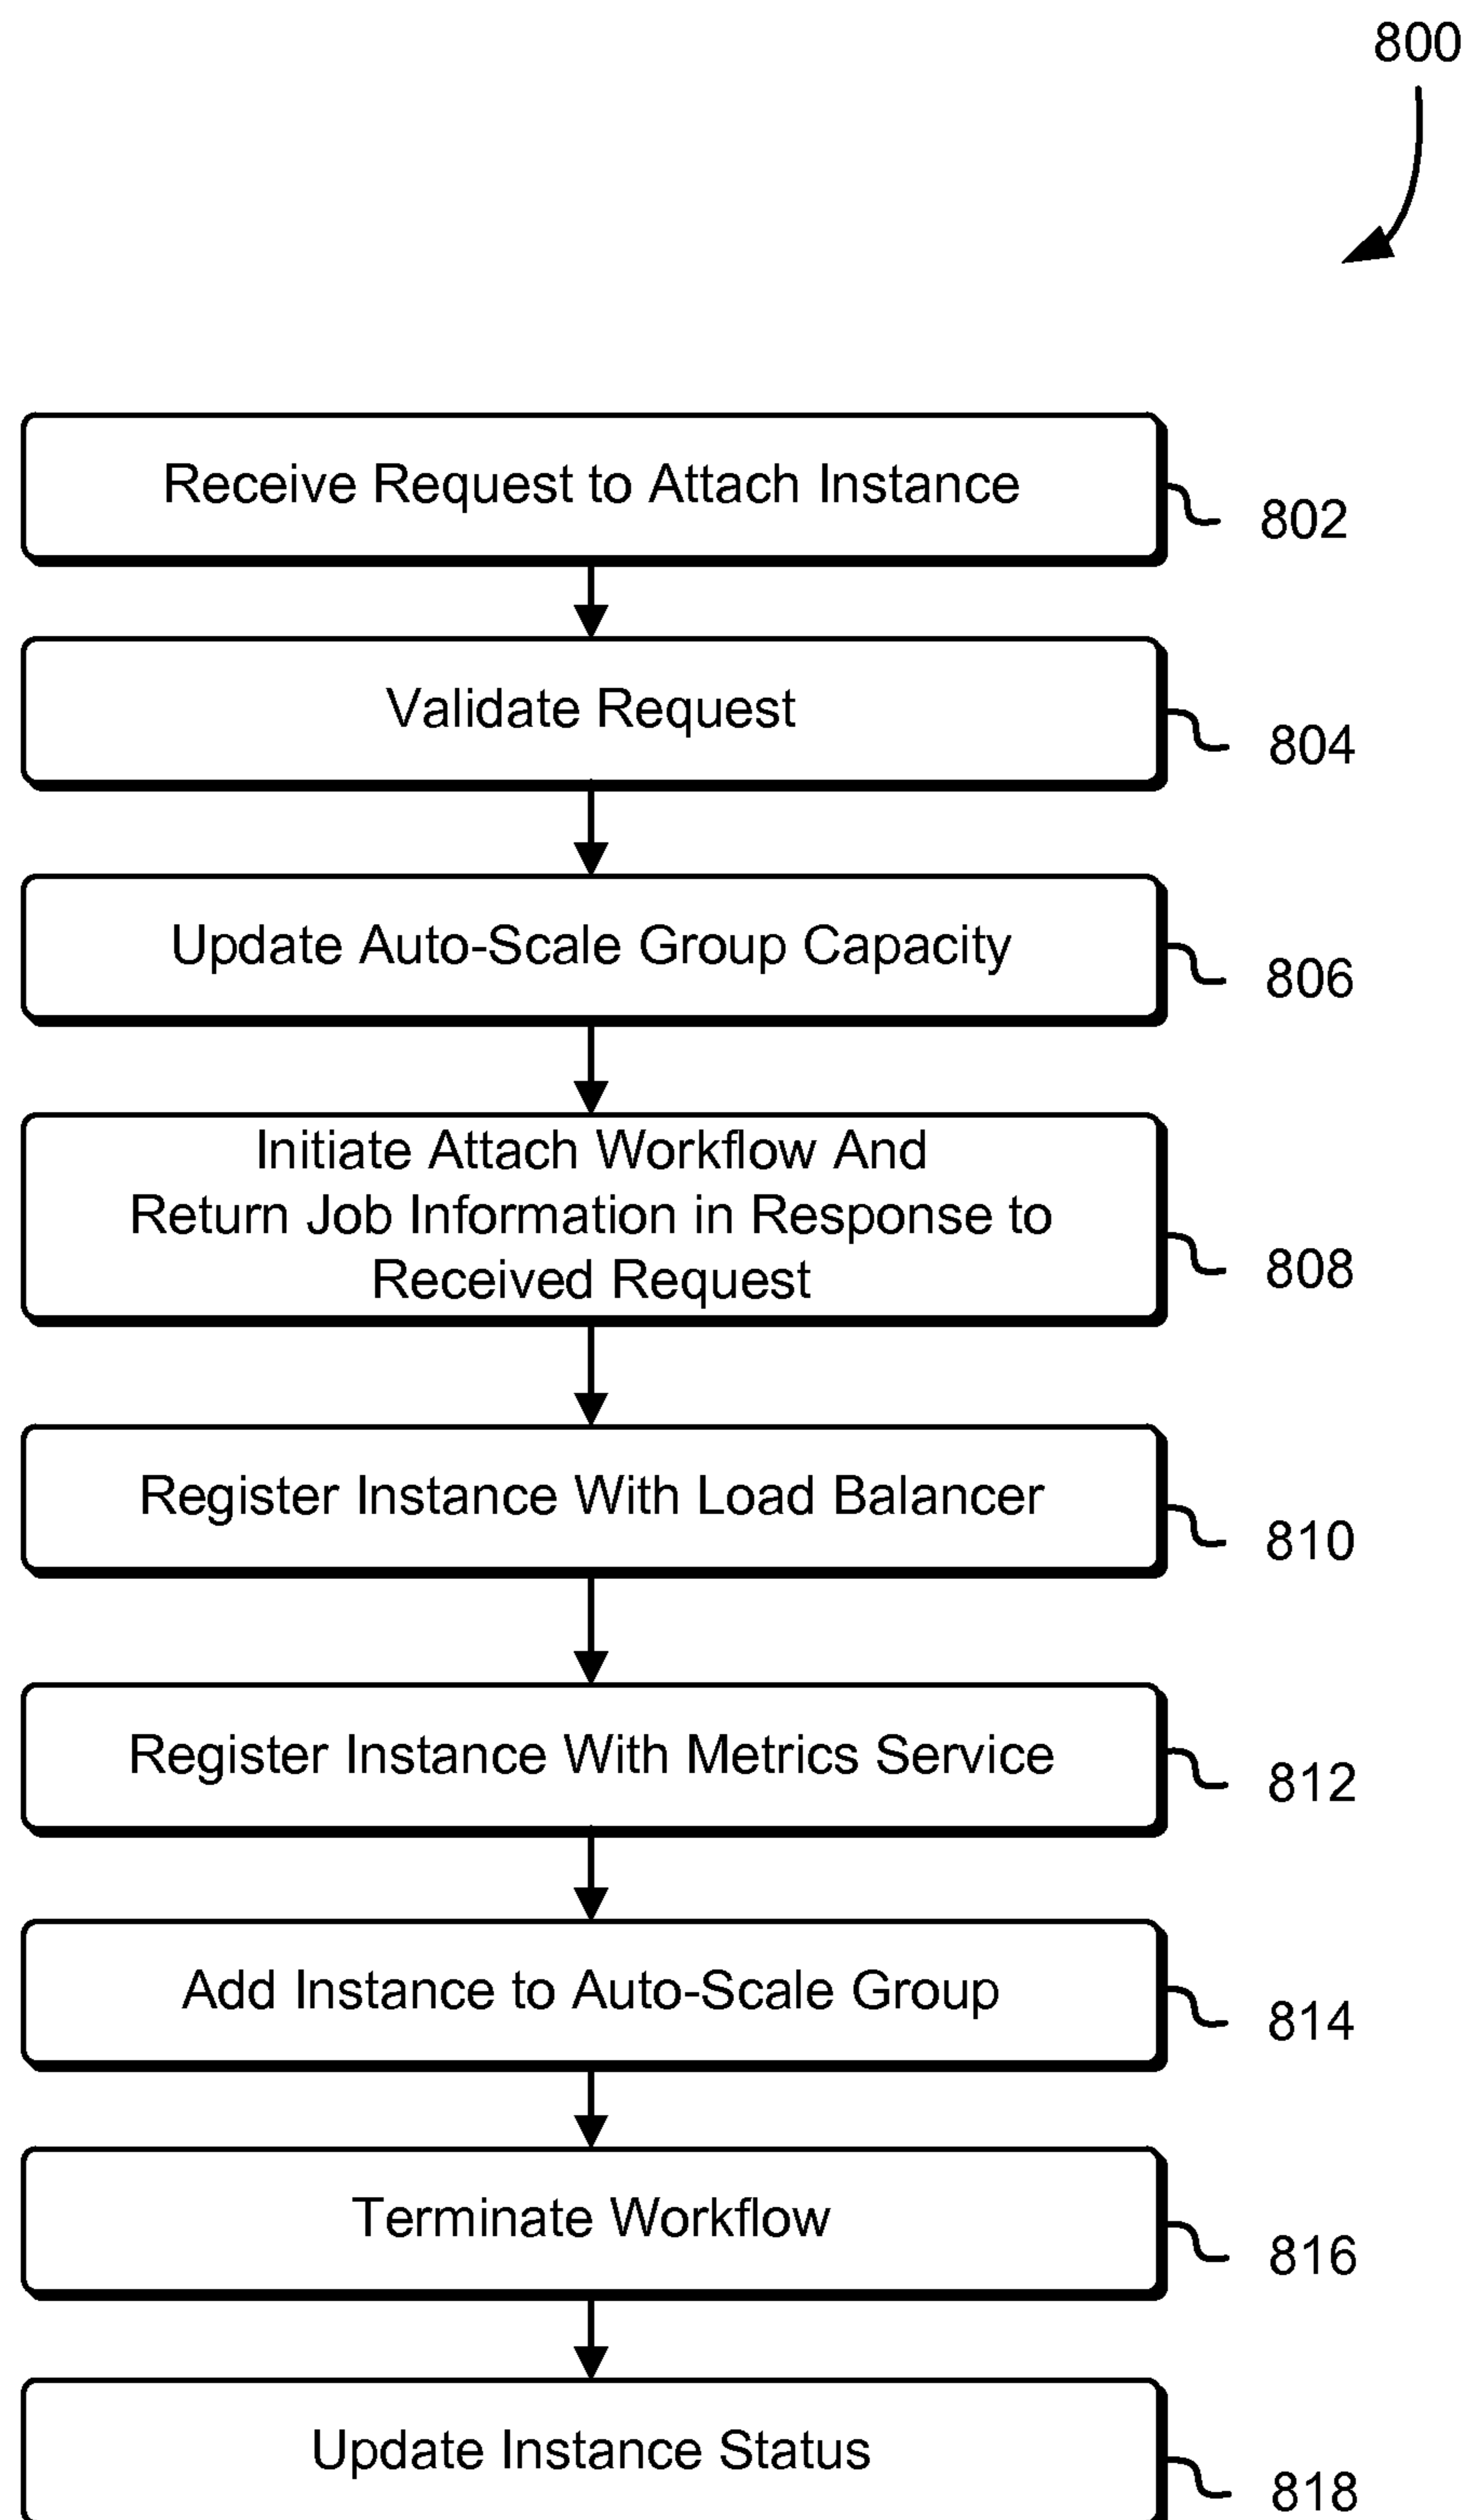 800
Receive Request to Attach Instance
802
Validate Request
804
Update Auto-Scale Group Capacity
806
Initiate Attach Workflow And
Return Job Information in Response to
Received Request
808
Register Instance With Load Balancer
810
Register Instance With Metrics Service
812
Add Instance to Auto-Scale Group
814
Terminate Workflow
816
Update Instance Status
818